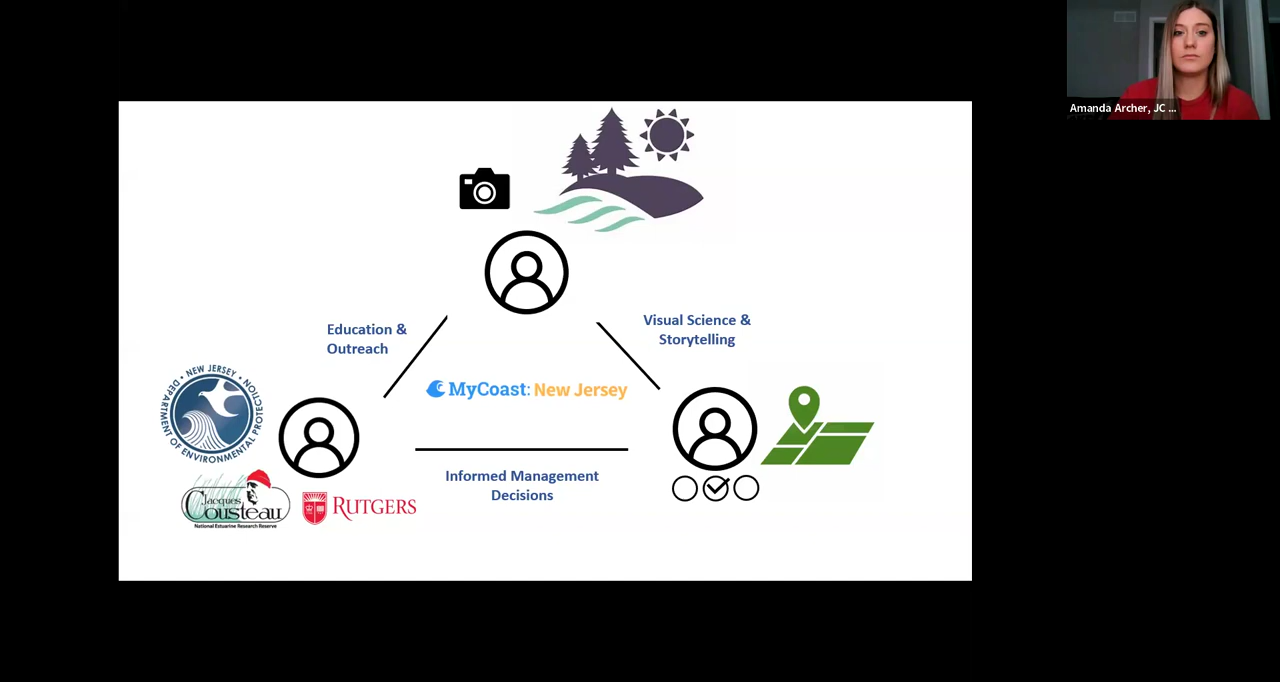 Amanda Archer, JC ...
Visual Science &
Storytelling
Education &
Outreach
MyCoast: New Jersey
• NEW JERSEY •
DEPARTMENT OF ENVIRONMENTAL PROTECTION
Informed Management
Decisions
Jacques
Cousteau
National Estuarine Research Reserve
RUTGERS